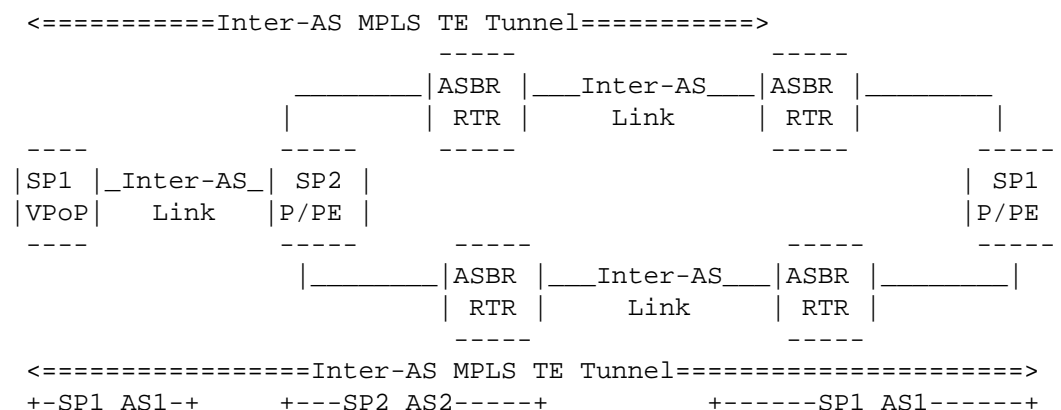 <===========Inter-AS MPLS TE Tunnel===========>
----- -----
________|ASBR |___Inter-AS___|ASBR |________
| | RTR | Link | RTR | |
---- ----- ----- ----- -----
|SP1 |_Inter-AS_| SP2 | | SP1
|VPoP| Link |P/PE | |P/PE
---- ----- ----- ----- -----
|________|ASBR |___Inter-AS___|ASBR |________|
| RTR | Link | RTR |
----- -----
<=================Inter-AS MPLS TE Tunnel======================>
+-SP1 AS1-+ +---SP2 AS2-----+ +------SP1 AS1------+